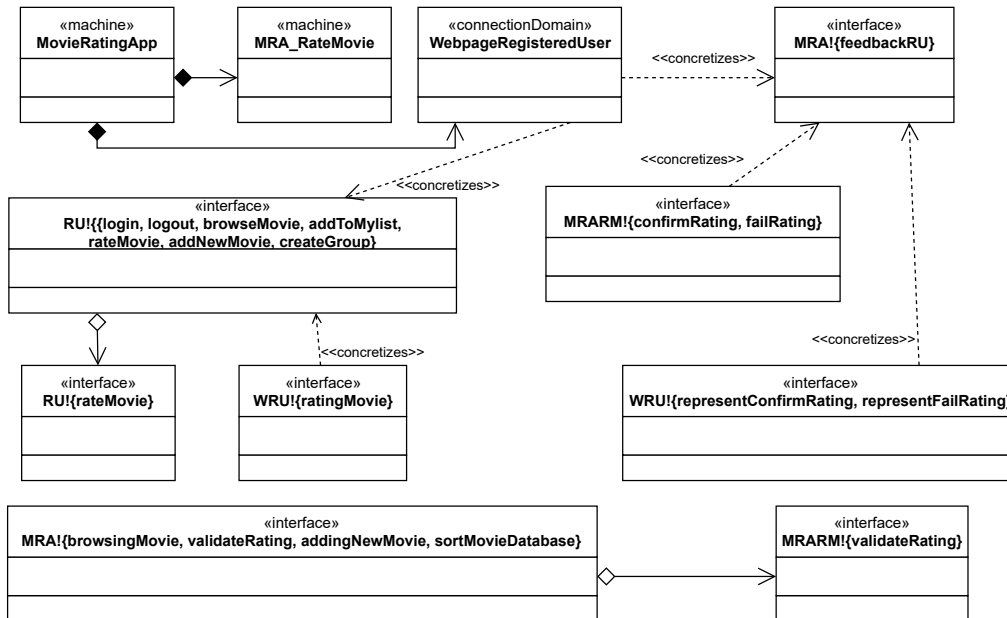 «machine»
MovieRatingApp
«machine»
MRA_RateMovie
«connectionDomain»
WebpageRegisteredUser
«interface»
MRA!{feedbackRU}
<<concretizes>>
<<concretizes>>
<<concretizes>>
«interface»
RU!{{login, logout, browseMovie, addToMylist,
rateMovie, addNewMovie, createGroup}
«interface»
MRARM!{confirmRating, failRating}
<<concretizes>>
<<concretizes>>
«interface»
RU!{rateMovie}
«interface»
WRU!{ratingMovie}
«interface»
WRU!{representConfirmRating, representFailRating}
«interface»
MRA!{browsingMovie, validateRating, addingNewMovie, sortMovieDatabase}
«interface»
MRARM!{validateRating}